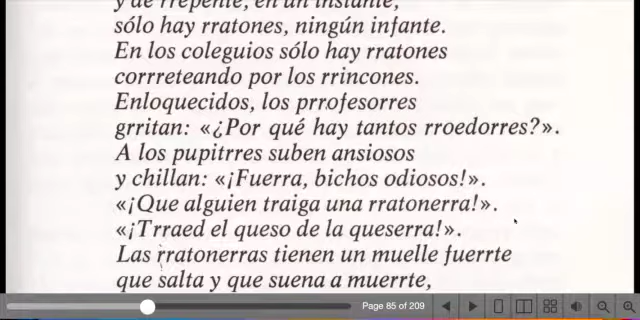 y de rrepente, en un instante,
sólo hay rratones, ningún infante.
En los coleguios sólo hay rratones
corrreteando por los rrincones.
Enloquecidos, los prrofesorres
grritan: «¿Por qué hay tantos rroedorres?».
A los pupitrres suben ansiosos
y chillan: «¡Fuerra, bichos odiosos!».
«¡Que alguien traiga una rratonerra!».
«¡Trraed el queso de la queserra!».
Las rratonerras tienen un muelle fuerrte
que salta y que suena a muerrte,
Page 85 of 209